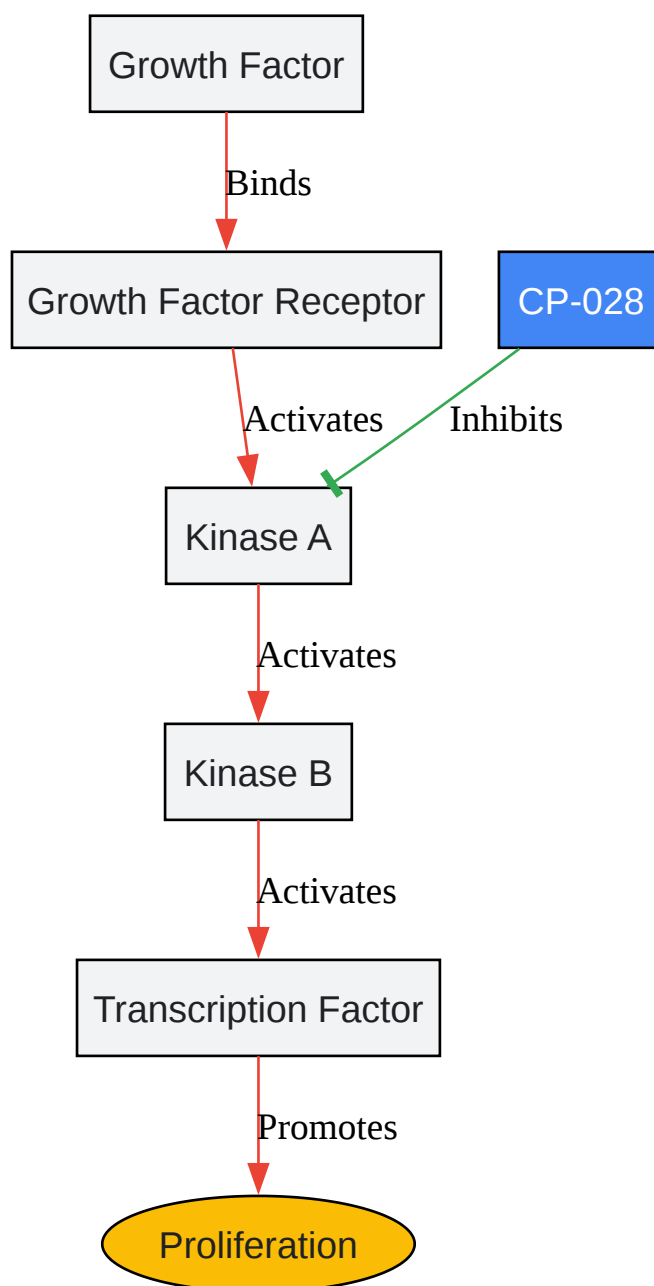 Growth Factor
Binds
Growth Factor Receptor
CP-028
Activates
Inhibits
Kinase A
Activates
Kinase B
Activates
Transcription Factor
Promotes
Proliferation